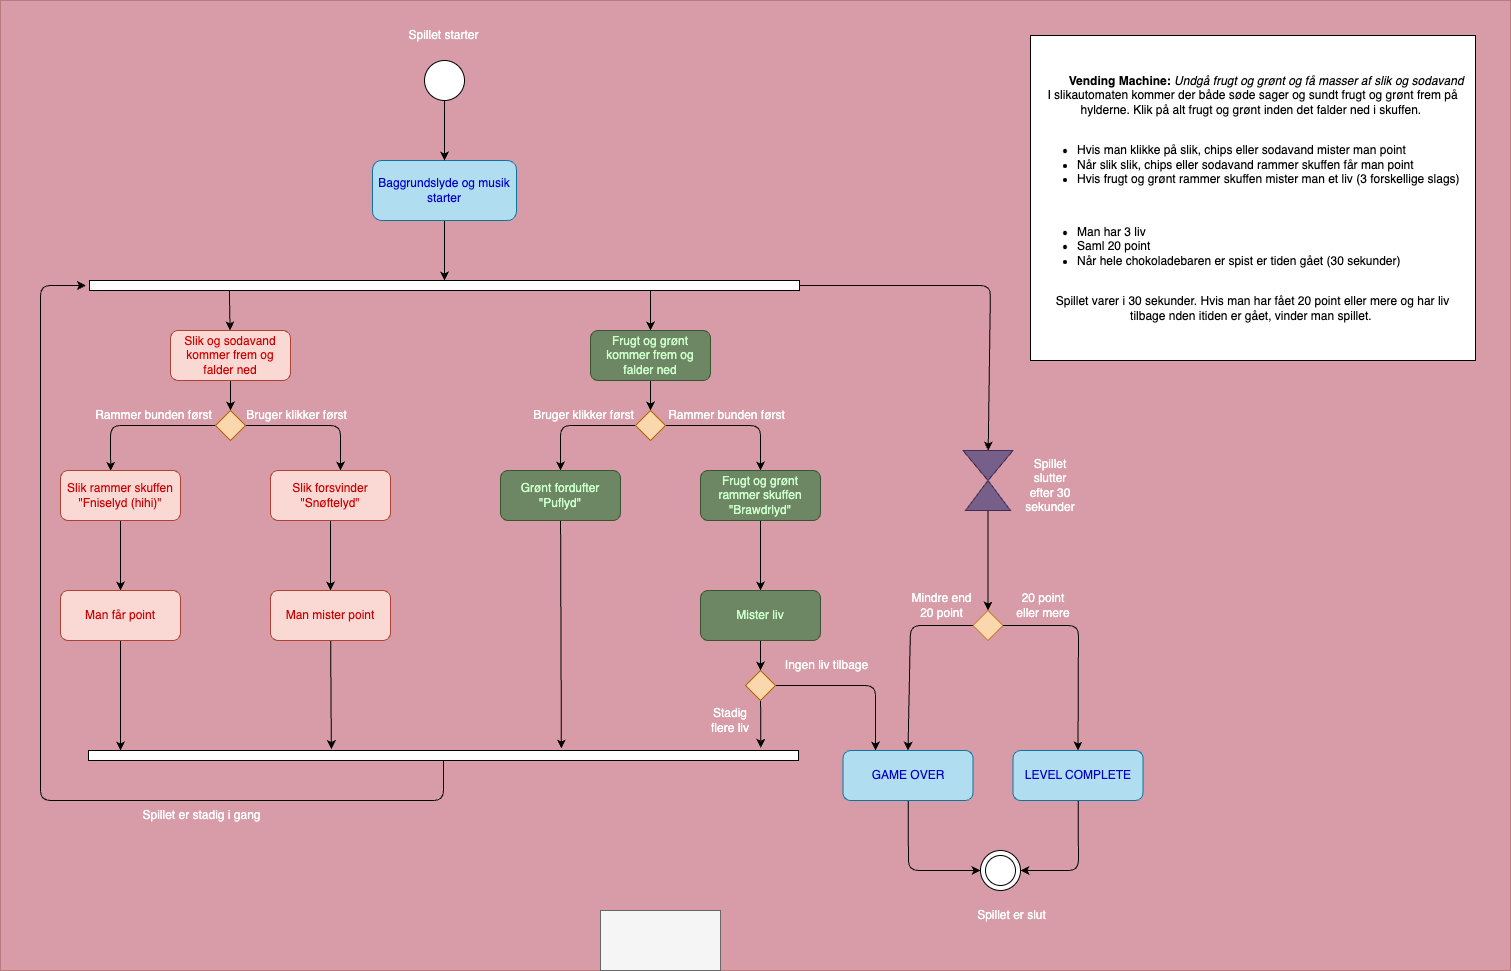 Spillet starter
Vending Machine: Undgå frugt og grønt og få masser af slik og sodavand
I slikautomaten kommer der både søde sager og sundt frugt og grønt frem på
hylderne. Klik på alt frugt og grønt inden det falder ned i skuffen.
• Hvis man klikke på slik, chips eller sodavand mister man point
• Når slik slik, chips eller sodavand rammer skuffen får man point
• Hvis frugt og grønt rammer skuffen mister man et liv (3 forskellige slags)
• Man har 3 liv
• Saml 20 point
• Når hele chokoladebaren er spist er tiden gået (30 sekunder)
Spillet varer i 30 sekunder. Hvis man har fået 20 point eller mere og har liv
tilbage nden itiden er gået, vinder man spillet.
Baggrundslyde og musik
starter
Slik og sodavand
kommer frem og
falder ned
Frugt og grønt
kommer frem og
falder ned
Rammer bunden først
Bruger klikker først
Bruger klikker først
Rammer bunden først
Slik rammer skuffen
"Fniselyd (hihi)"
Slik forsvinder
"Snøftelyd"
Grønt fordufter
"Puflyd"
Frugt og grønt
rammer skuffen
"Brawdrlyd"
Spillet
slutter
efter 30
sekunder
Man får point
Man mister point
Mister liv
Mindre end
20 point
20 point
eller mere
Ingen liv tilbage
Stadig
flere liv
GAME OVER
LEVEL COMPLETE
Spillet er stadig i gang
Spillet er slut